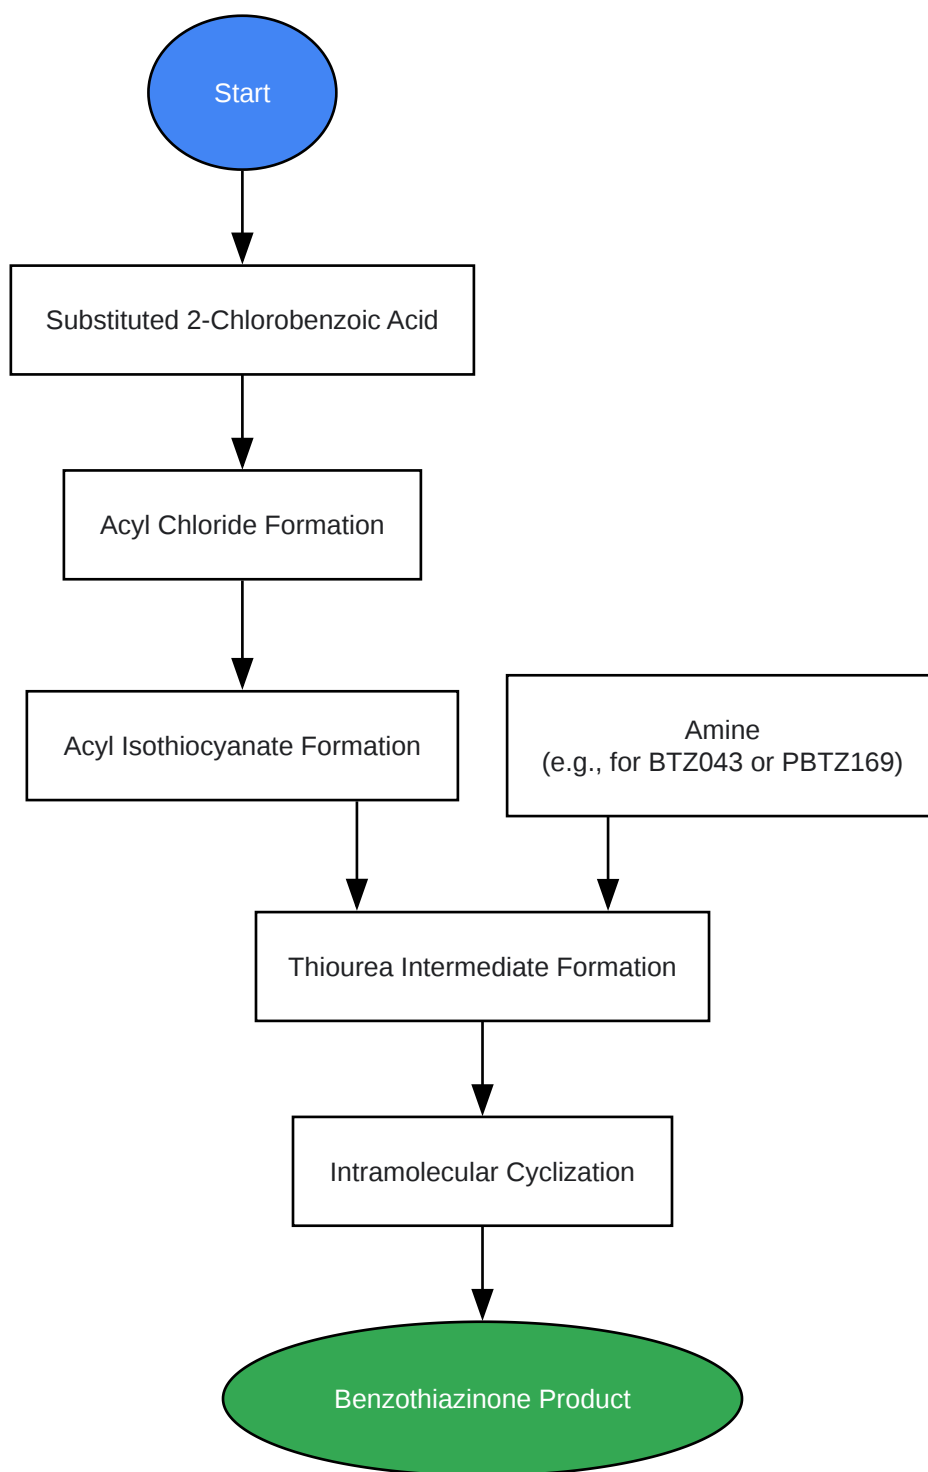 Start
Substituted 2-Chlorobenzoic Acid
Acyl Chloride Formation
Acyl Isothiocyanate Formation
Amine
(e.g., for BTZ043 or PBTZ169)
Thiourea Intermediate Formation
Intramolecular Cyclization
Benzothiazinone Product